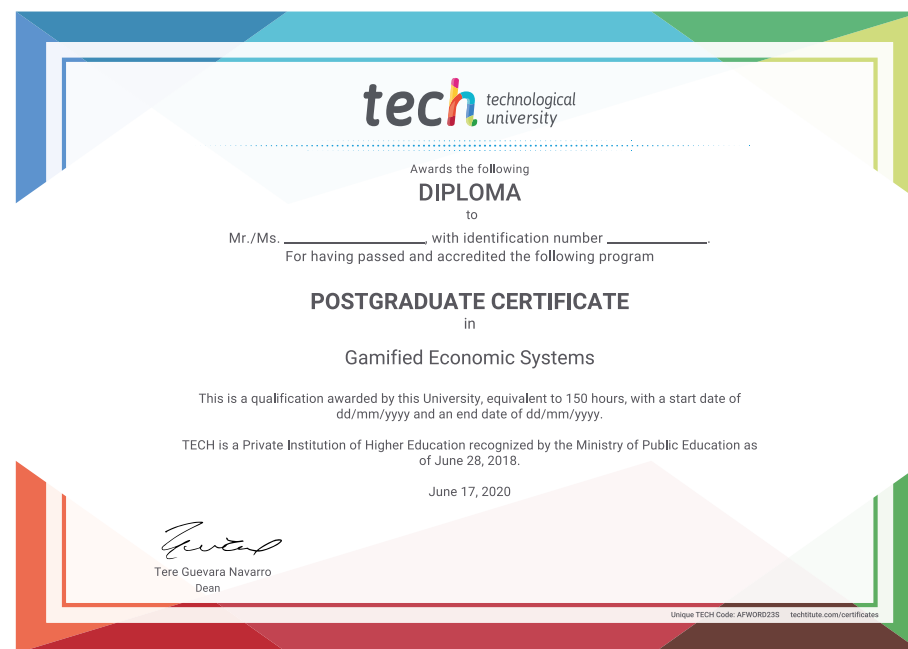 tech technological
university
Awards the following
DIPLOMA
to
Mr./Ms. ____________________, with identification number ______________.
For having passed and accredited the following program
POSTGRADUATE CERTIFICATE
in
Gamified Economic Systems
This is a qualification awarded by this University, equivalent to 150 hours, with a start date of
dd/mm/yyyy and an end date of dd/mm/yyyy.
TECH is a Private Institution of Higher Education recognized by the Ministry of Public Education as
of June 28, 2018.
June 17, 2020
Tere Guevara Navarro
Dean
Unique TECH Code: AFWORD23S techtitute.com/certificates